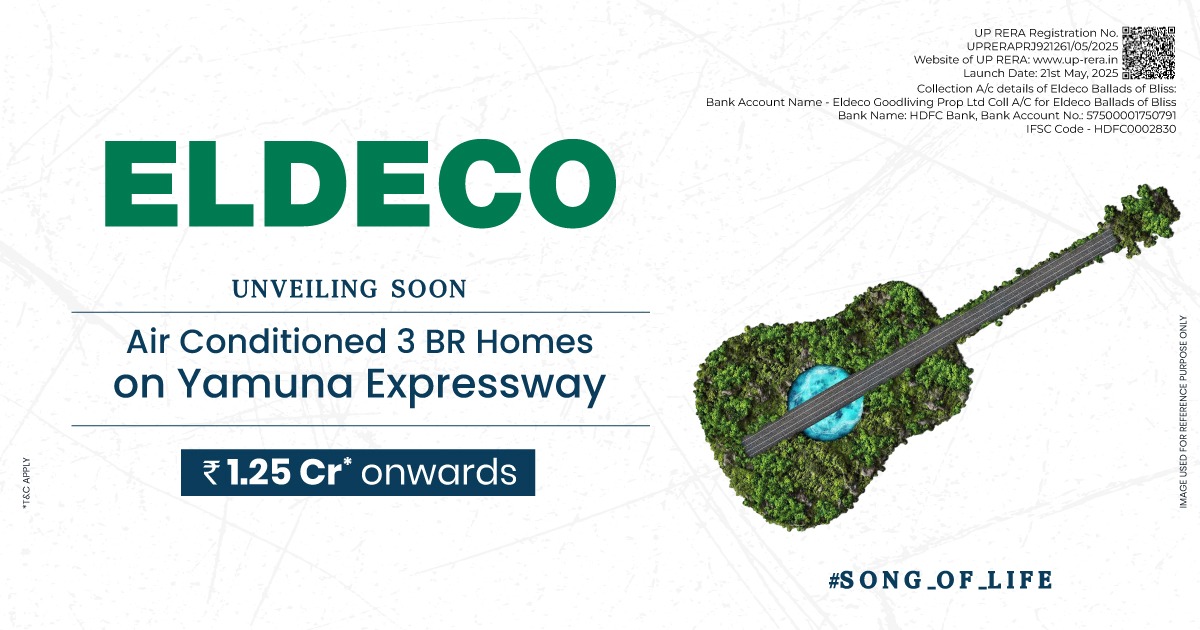 UP RERA Registration No.
UPRERAPRJ921261/05/2025
Website of UP RERA: www.up-rera.in
Launch Date: 21st May, 2025
Collection A/c details of Eldeco Ballads of Bliss:
Bank Account Name - Eldeco Goodliving Prop Ltd Coll A/C for Eldeco Ballads of Bliss
Bank Name: HDFC Bank, Bank Account No.: 57500001750791
IFSC Code - HDFC0002830
ELDECO
UNVEILING SOON
Air Conditioned 3 BR Homes
on Yamuna Expressway
₹ 1.25 Cr* onwards
*T&C APPLY
IMAGE USED FOR REFERENCE PURPOSE ONLY
#SONG_OF_LIFE